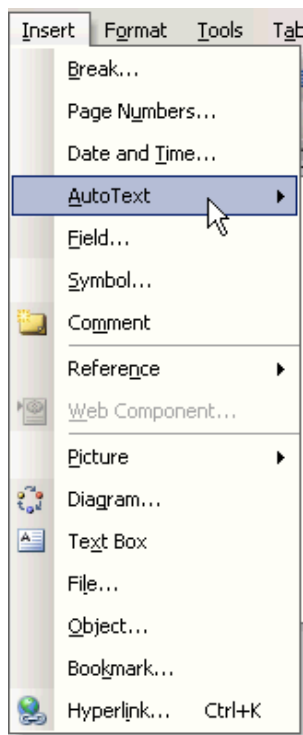 Insert Format Tools Tab
Break...
Page Numbers...
Date and Time...
AutoText
Field...
Symbol...
Comment
Reference
Web Component...
Picture
Diagram...
Text Box
File...
Object...
Bookmark...
Hyperlink... Ctrl+K